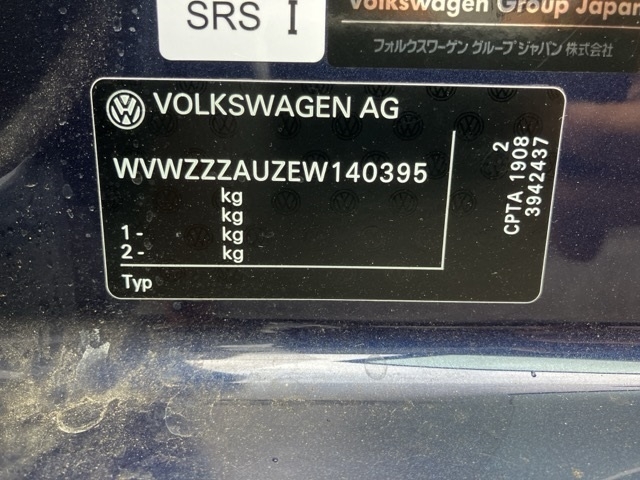 SRS I
Volkswagen Group Japan
フォルクスワーゲン グループ ジャパン 株式会社
VOLKSWAGEN AG
WVWZZZAUZEW140395
kg
kg
1 - kg
2 - kg
Typ
2
CPTA 1908
3942437